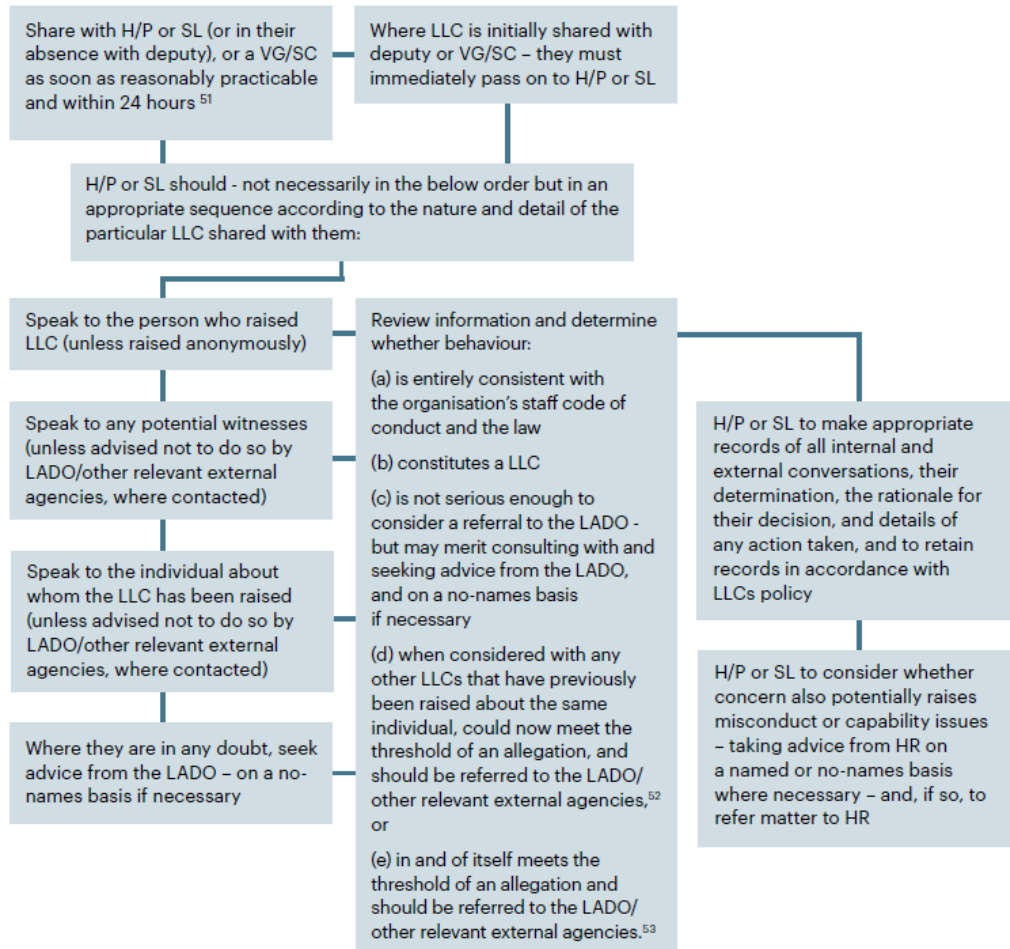 Share with H/P or SL (or in their
absence with deputy), or a VG/SC
as soon as reasonably practicable
and within 24 hours 51
Where LLC is initially shared with
deputy or VG/SC – they must
immediately pass on to H/P or SL
H/P or SL should - not necessarily in the below order but in an
appropriate sequence according to the nature and detail of the
particular LLC shared with them:
Speak to the person who raised
LLC (unless raised anonymously)
Speak to any potential witnesses
(unless advised not to do so by
LADO/other relevant external
agencies, where contacted)
Speak to the individual about
whom the LLC has been raised
(unless advised not to do so by
LADO/other relevant external
agencies, where contacted)
Where they are in any doubt, seek
advice from the LADO – on a no-
names basis if necessary
Review information and determine
whether behaviour:
(a) is entirely consistent with
the organisation's staff code of
conduct and the law
(b) constitutes a LLC
(c) is not serious enough to
consider a referral to the LADO -
but may merit consulting with and
seeking advice from the LADO,
and on a no-names basis
if necessary
(d) when considered with any
other LLCs that have previously
been raised about the same
individual, could now meet the
threshold of an allegation, and
should be referred to the LADO/
other relevant external agencies,52
or
(e) in and of itself meets the
threshold of an allegation and
should be referred to the LADO/
other relevant external agencies.53
H/P or SL to make appropriate
records of all internal and
external conversations, their
determination, the rationale for
their decision, and details of
any action taken, and to retain
records in accordance with
LLCs policy
H/P or SL to consider whether
concern also potentially raises
misconduct or capability issues
– taking advice from HR on
a named or no-names basis
where necessary – and, if so, to
refer matter to HR